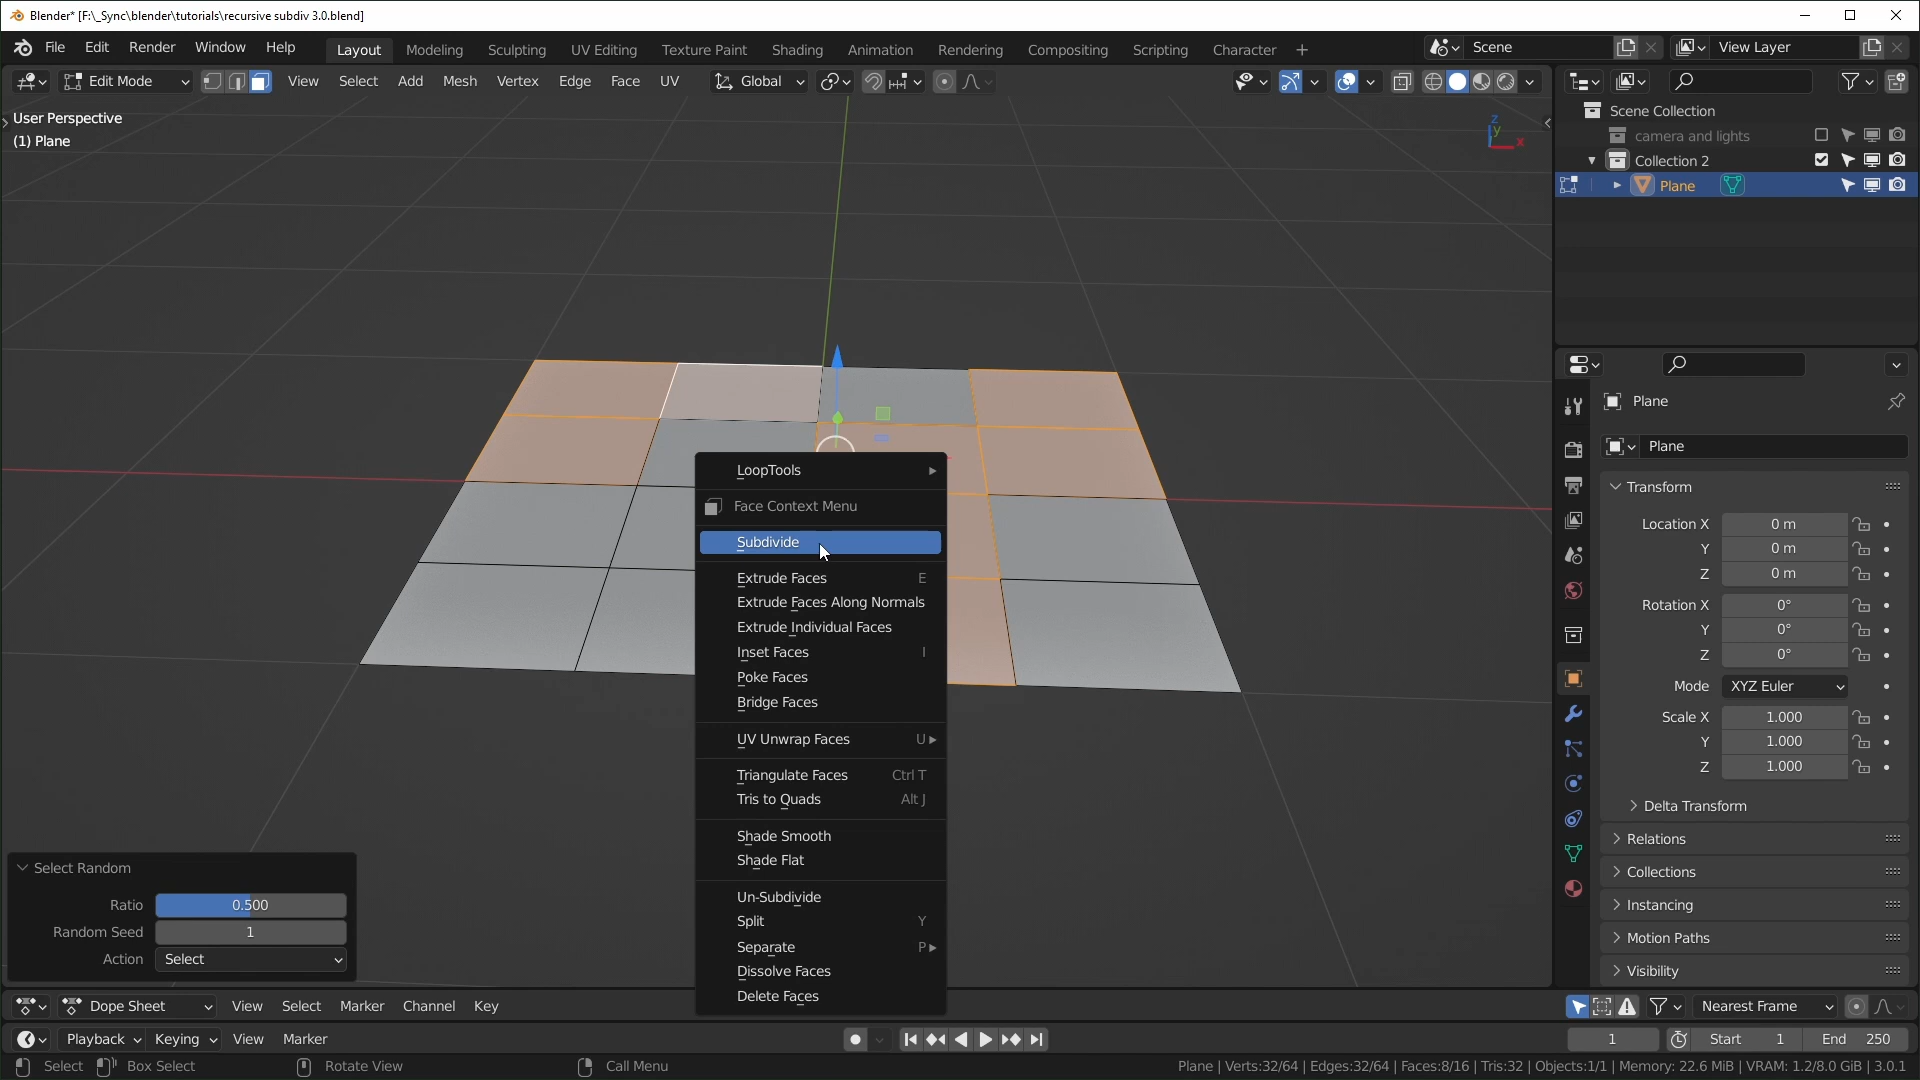 Blender* [F:\_Sync\blender\tutorials\recursive subdiv 3.0.blend]
File Edit Render Window Help Layout Modeling Sculpting UV Editing Texture Paint Shading Animation Rendering Compositing Scripting Character + Scene View Layer
Edit Mode View Select Add Mesh Vertex Edge Face UV Global
User Perspective
(1) Plane
z
y
x
Scene Collection
camera and lights
Collection 2
Plane
LoopTools
Face Context Menu
Subdivide
Extrude Faces E
Extrude Faces Along Normals
Extrude Individual Faces
Inset Faces I
Poke Faces
Bridge Faces
UV Unwrap Faces U
Triangulate Faces Ctrl T
Tris to Quads Alt J
Shade Smooth
Shade Flat
Un-Subdivide
Split Y
Separate P
Dissolve Faces
Delete Faces
Select Random
Ratio 0.500
Random Seed 1
Action Select
Plane
Plane
Transform
Location X 0 m
Y 0 m
Z 0 m
Rotation X 0°
Y 0°
Z 0°
Mode XYZ Euler
Scale X 1.000
Y 1.000
Z 1.000
Delta Transform
Relations
Collections
Instancing
Motion Paths
Visibility
Dope Sheet View Select Marker Channel Key Nearest Frame
Playback Keying View Marker 1 Start 1 End 250
Select Box Select Rotate View Call Menu Plane | Verts:32/64 | Edges:32/64 | Faces:8/16 | Tris:32 | Objects:1/1 | Memory: 22.6 MiB | VRAM: 1.2/8.0 GiB | 3.0.1